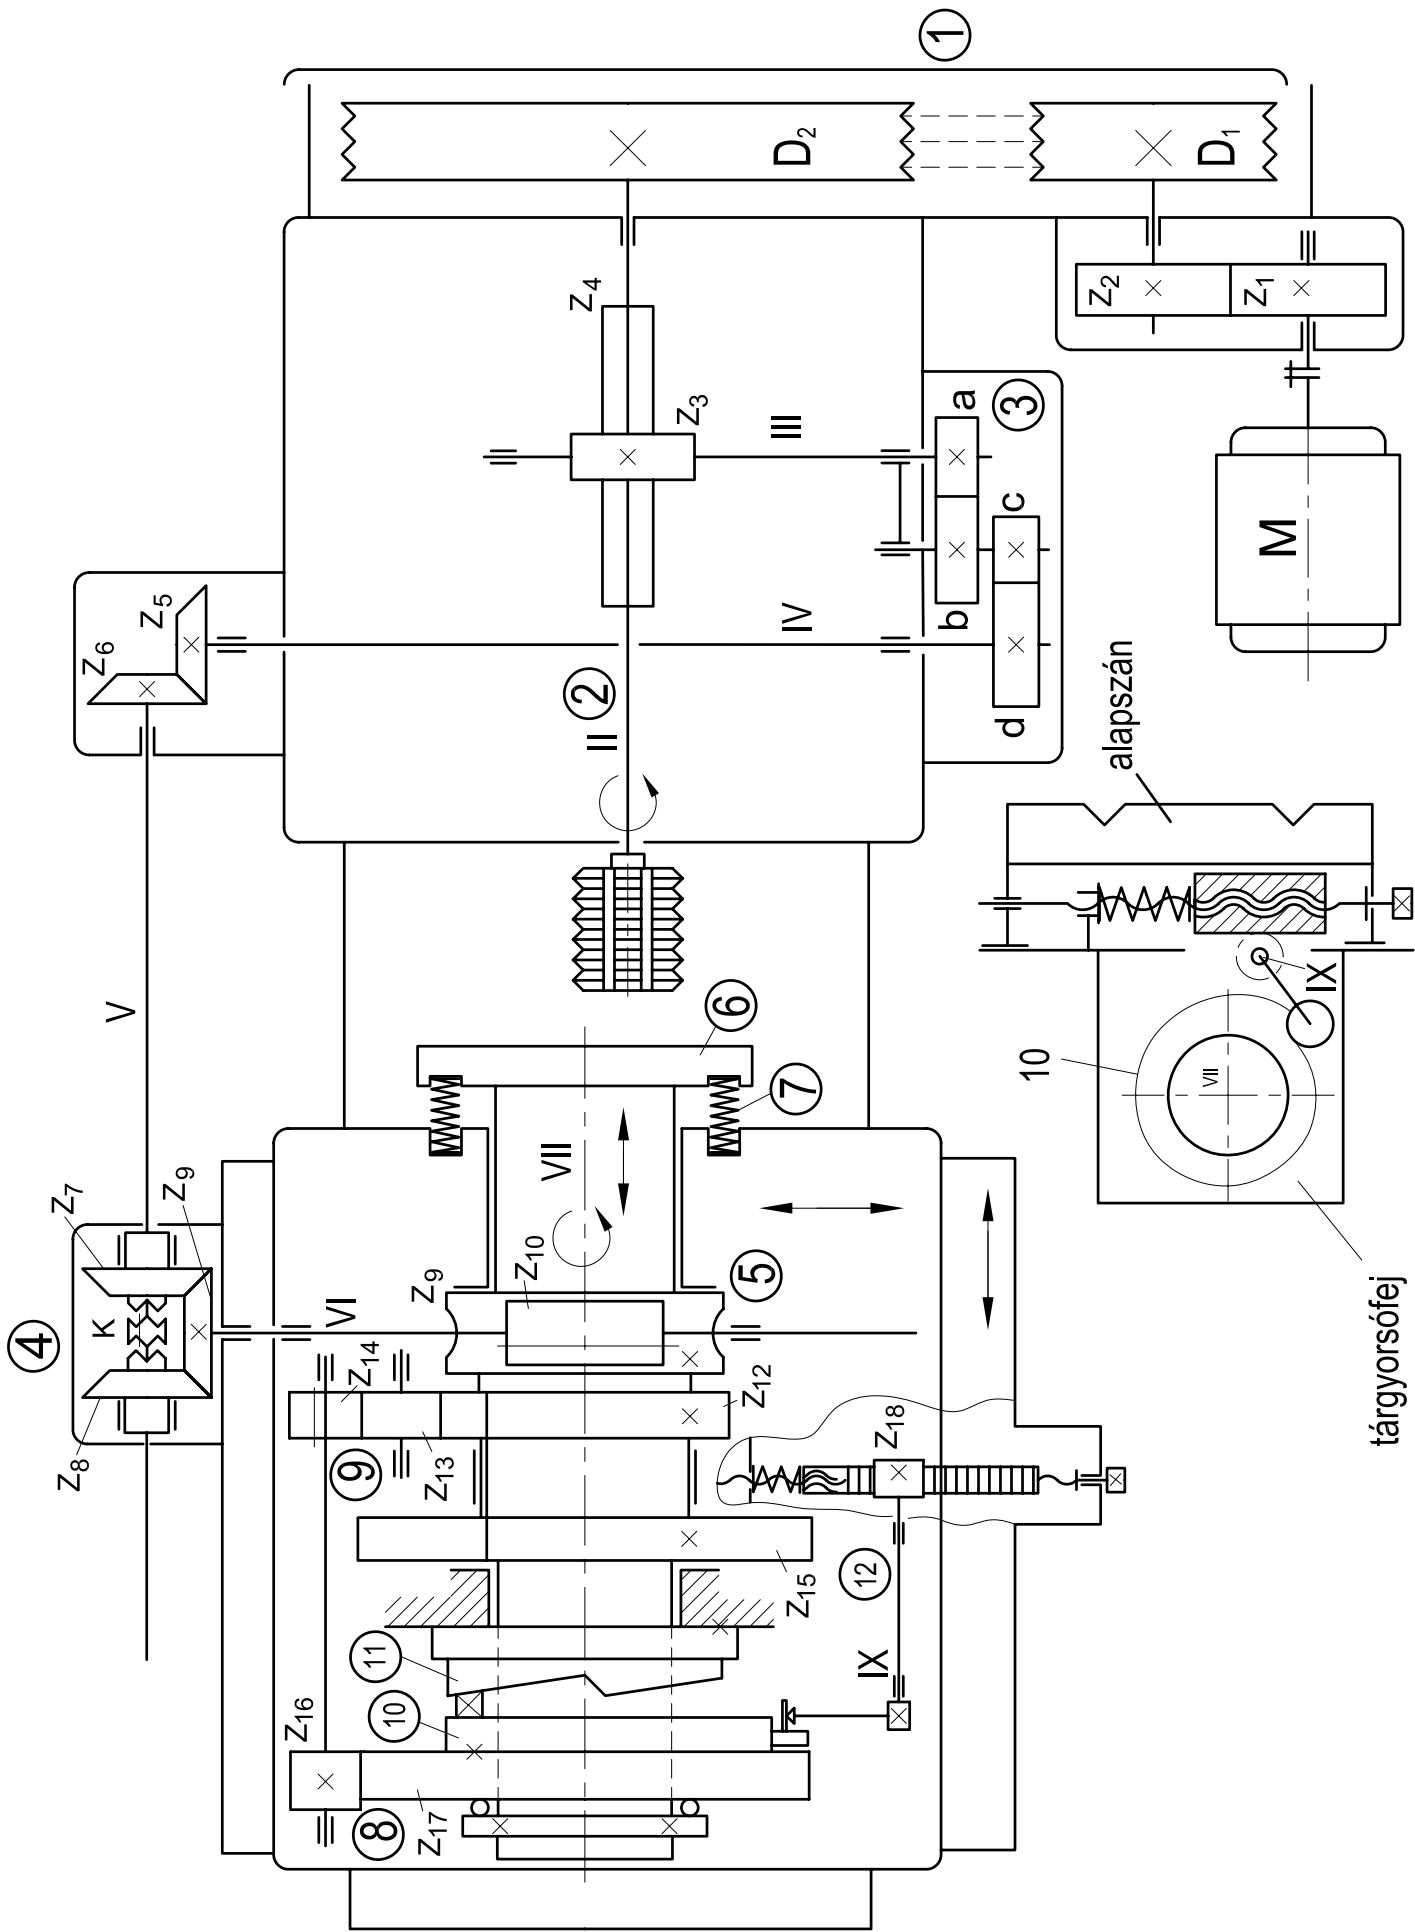 1
D₂
D₁
Z₄
Z₂
Z₁
Z₃
III
a
3
c
b
d
IV
M
Z₅
Z₆
2
II
alapszán
V
6
7
VII
IX
10
VII
tárgyorsófej
Z₇
Z₉
4
K
Z₈
VI
Z₉
Z₁₀
5
Z₁₄
Z₁₂
9
Z₁₃
Z₁₈
Z₁₅
12
11
IX
10
Z₁₆
8
Z₁₇